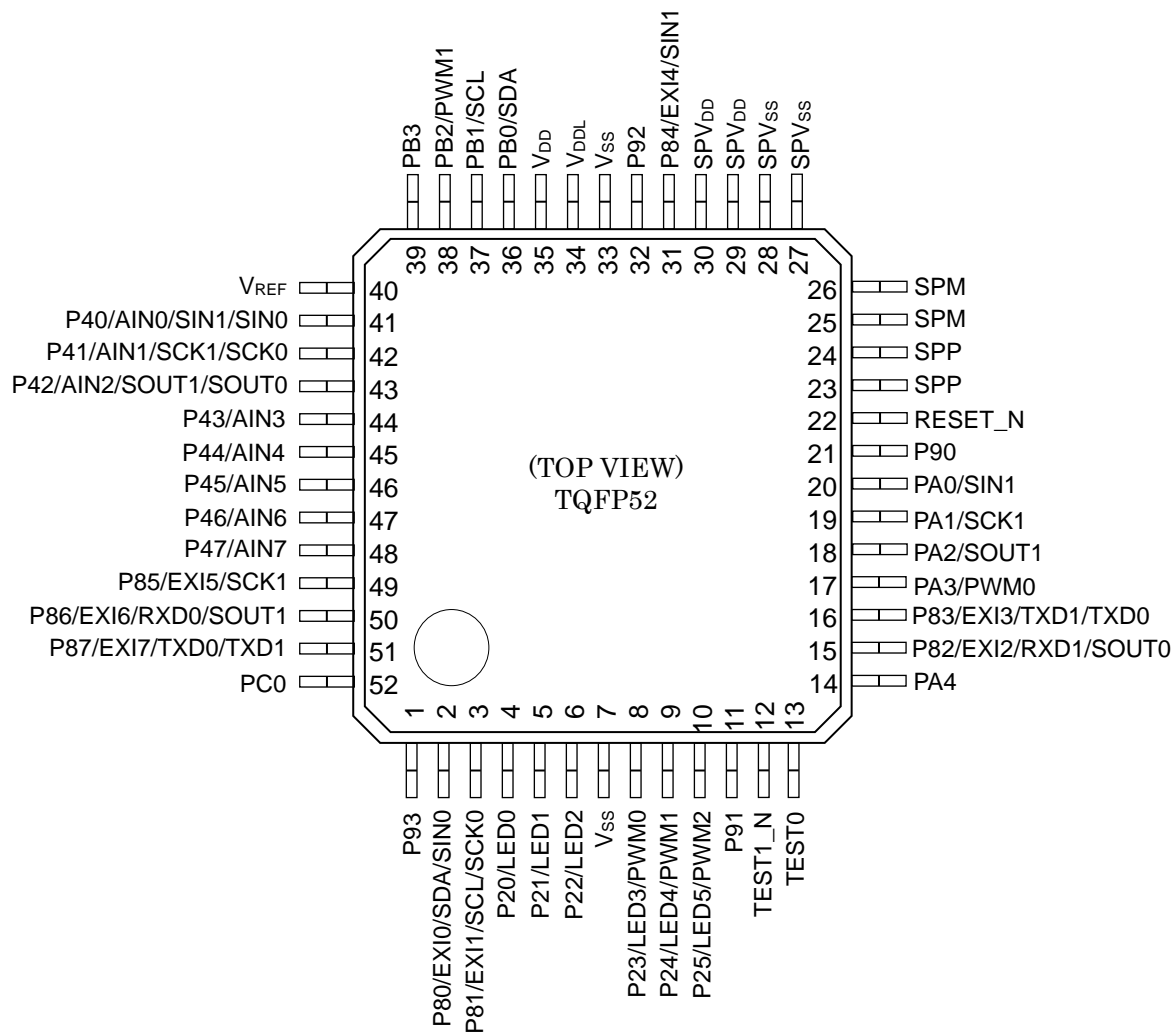 PB3
PB2/PWM1
PB1/SCL
PB0/SDA
VDD
VDDL
VSS
P92
P84/EXI4/SIN1
SPVDD
SPVDD
SPVSS
SPVSS
39
38
37
36
35
34
33
32
31
30
29
28
27
VREF 40
P40/AIN0/SIN1/SIN0 41
P41/AIN1/SCK1/SCK0 42
P42/AIN2/SOUT1/SOUT0 43
P43/AIN3 44
P44/AIN4 45
P45/AIN5 46
P46/AIN6 47
P47/AIN7 48
P85/EXI5/SCK1 49
P86/EXI6/RXD0/SOUT1 50
P87/EXI7/TXD0/TXD1 51
PC0 52
(TOP VIEW)
TQFP52
26 SPM
25 SPM
24 SPP
23 SPP
22 RESET_N
21 P90
20 PA0/SIN1
19 PA1/SCK1
18 PA2/SOUT1
17 PA3/PWM0
16 P83/EXI3/TXD1/TXD0
15 P82/EXI2/RXD1/SOUT0
14 PA4
1
2
3
4
5
6
7
8
9
10
11
12
13
P93
P80/EXI0/SDA/SIN0
P81/EXI1/SCL/SCK0
P20/LED0
P21/LED1
P22/LED2
VSS
P23/LED3/PWM0
P24/LED4/PWM1
P25/LED5/PWM2
P91
TEST1_N
TEST0